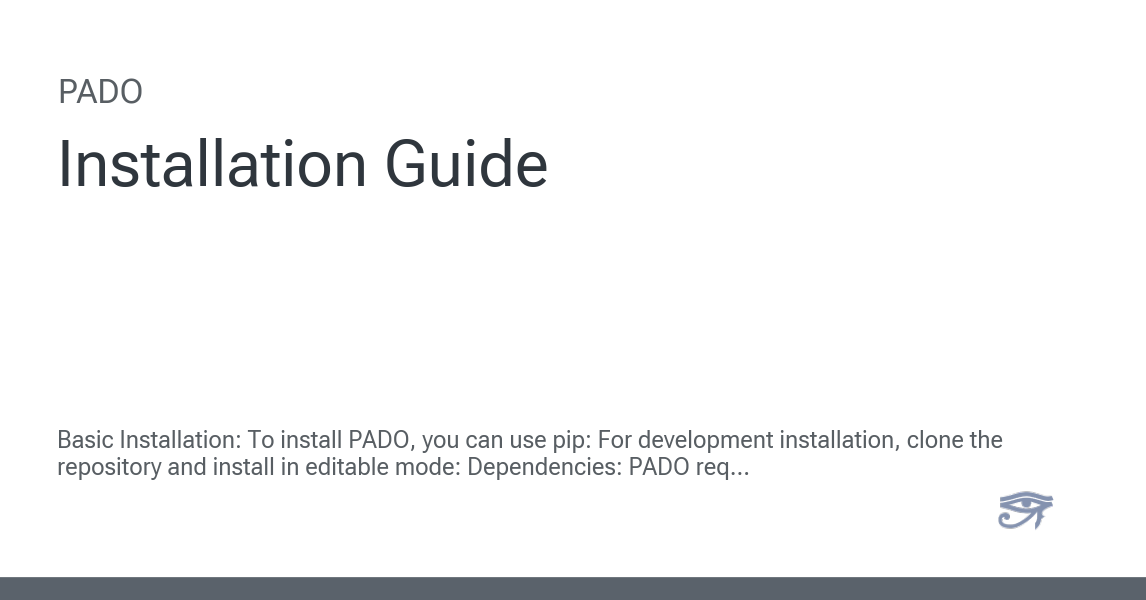 PADO
Installation Guide
Basic Installation: To install PADO, you can use pip: For development installation, clone the
repository and install in editable mode: Dependencies: PADO req...